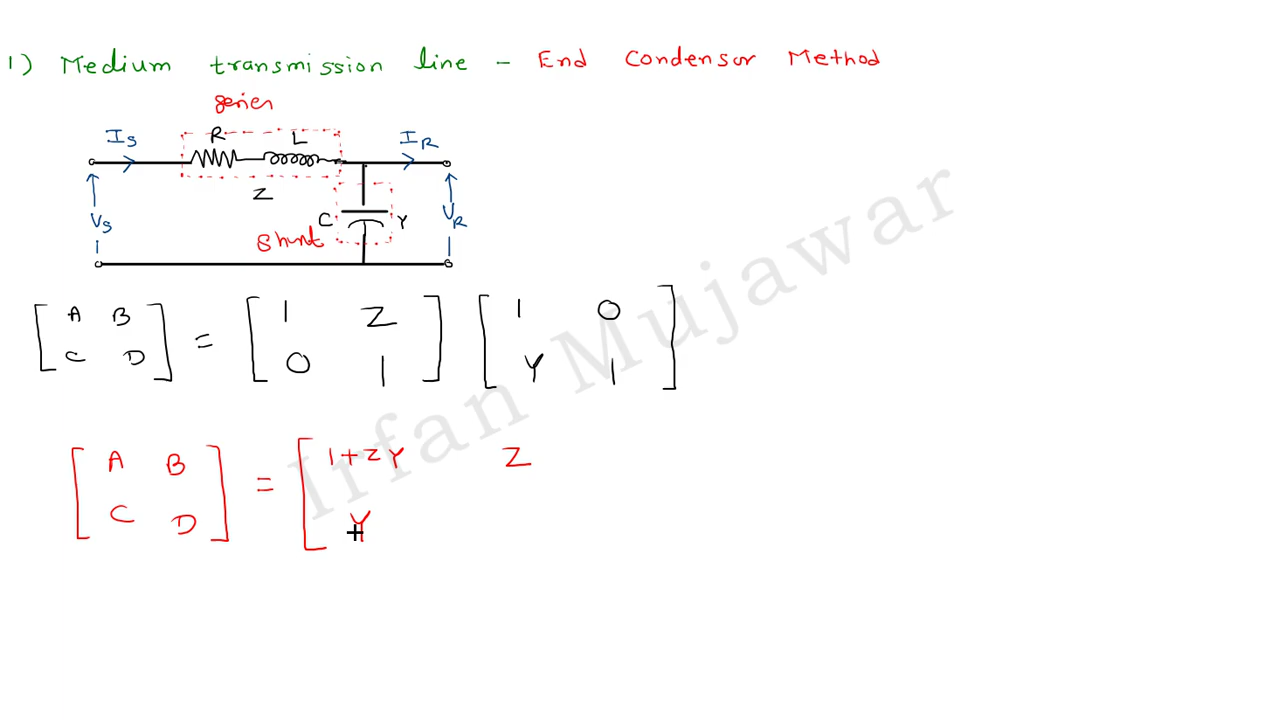 1) Medium transmission line - End Condensor Method
series
Is R L IR
Z
Vs C Y VR
Shunt
[A B] = [1 Z] [1 0]
[C D] [0 1] [Y 1]
[A B] = [1+ZY Z
[C D] [Y
Irfan Mujawar